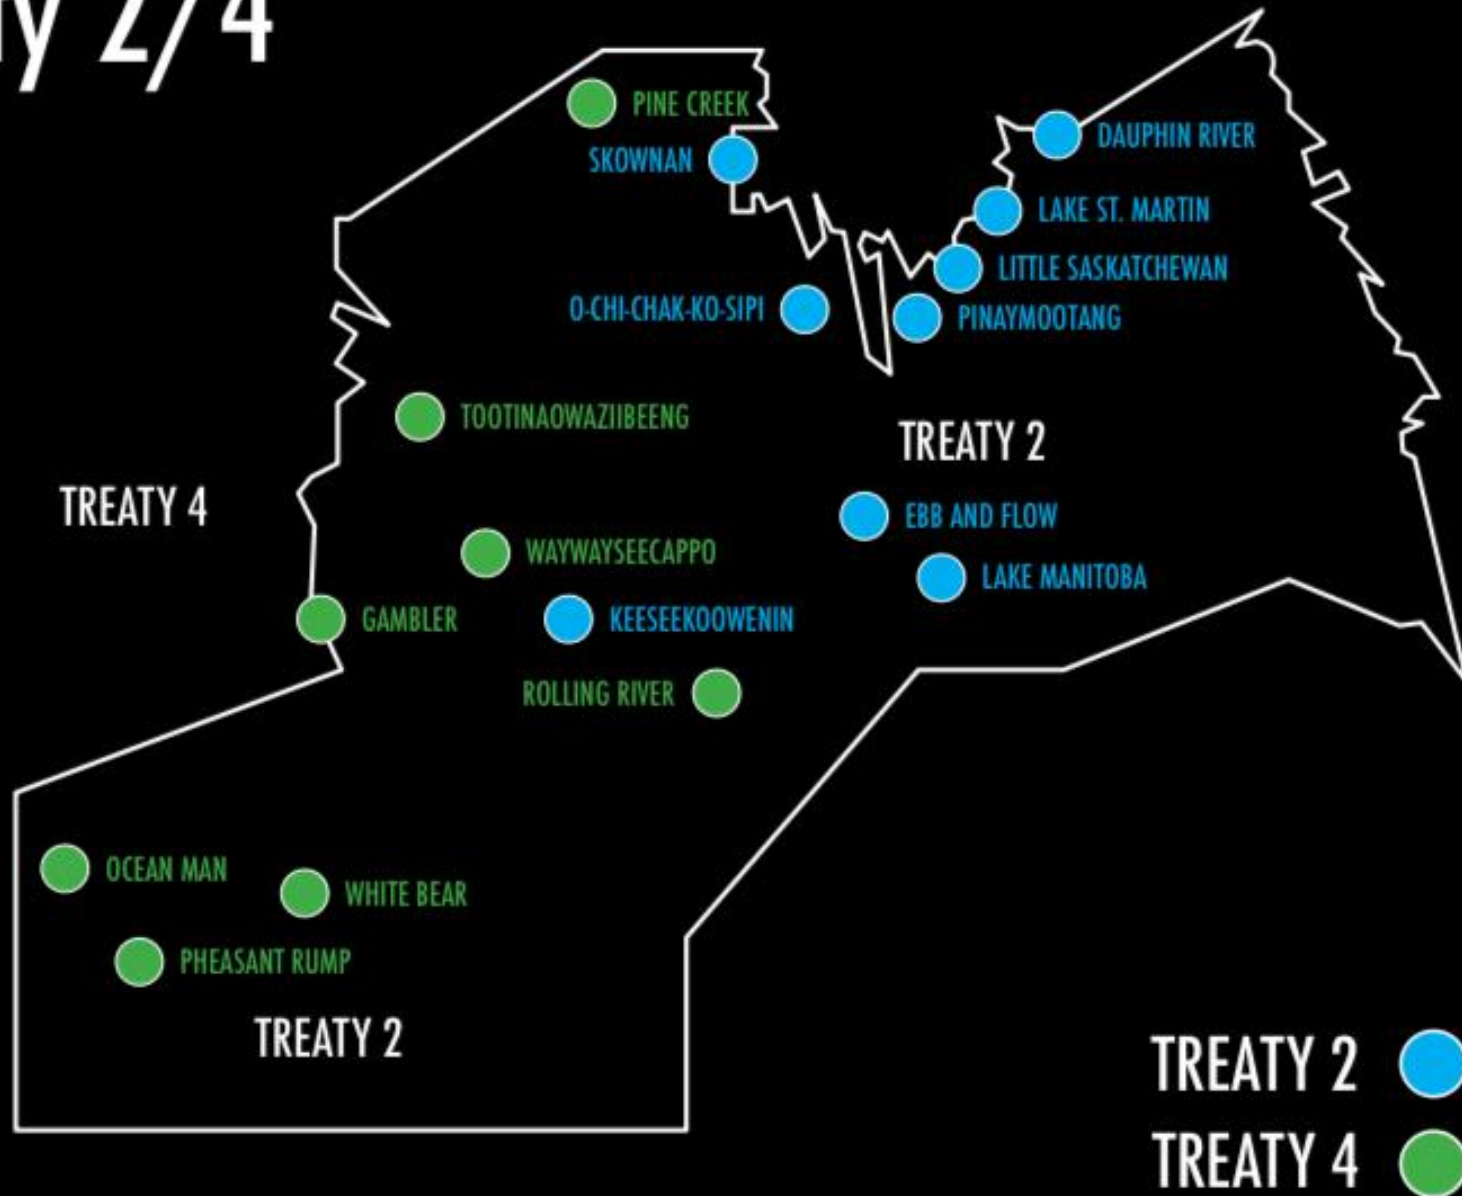 2/4
PINE CREEK
SKOWNAN
DAUPHIN RIVER
LAKE ST. MARTIN
LITTLE SASKATCHEWAN
O-CHI-CHAK-KO-SIPI
PINAYMOOTANG
TOOTINAOWAZIIBEENG
TREATY 2
TREATY 4
EBB AND FLOW
WAYWAYSEECAPPO
LAKE MANITOBA
GAMBLER
KEESEEKOOWENIN
ROLLING RIVER
OCEAN MAN
WHITE BEAR
PHEASANT RUMP
TREATY 2
TREATY 2
TREATY 4